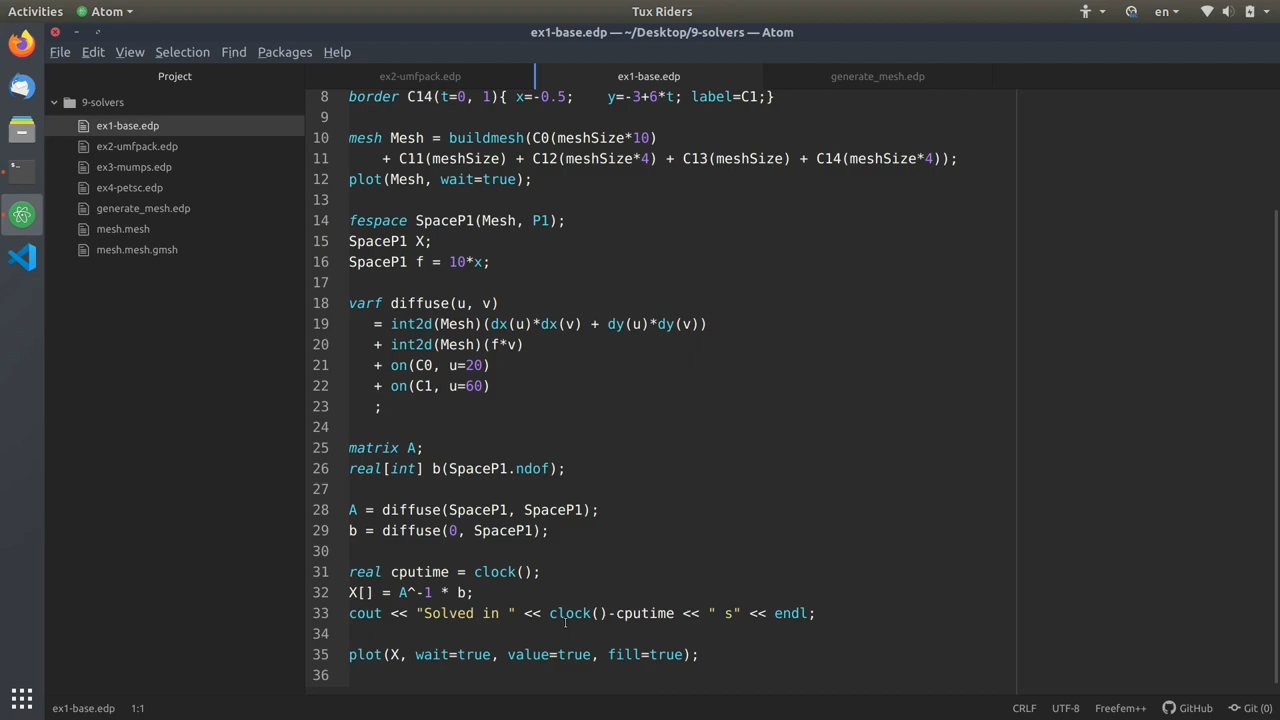 Activities Atom Tux Riders en
ex1-base.edp — ~/Desktop/9-solvers — Atom
File Edit View Selection Find Packages Help
Project ex2-umfpack.edp ex1-base.edp generate_mesh.edp
9-solvers
ex1-base.edp
ex2-umfpack.edp
ex3-mumps.edp
ex4-petsc.edp
generate_mesh.edp
mesh.mesh
mesh.mesh.gmsh
8 border C14(t=0, 1){ x=-0.5; y=-3+6*t; label=C1;}
9
10 mesh Mesh = buildmesh(C0(meshSize*10)
11 + C11(meshSize) + C12(meshSize*4) + C13(meshSize) + C14(meshSize*4));
12 plot(Mesh, wait=true);
13
14 fespace SpaceP1(Mesh, P1);
15 SpaceP1 X;
16 SpaceP1 f = 10*x;
17
18 varf diffuse(u, v)
19 = int2d(Mesh)(dx(u)*dx(v) + dy(u)*dy(v))
20 + int2d(Mesh)(f*v)
21 + on(C0, u=20)
22 + on(C1, u=60)
23 ;
24
25 matrix A;
26 real[int] b(SpaceP1.ndof);
27
28 A = diffuse(SpaceP1, SpaceP1);
29 b = diffuse(0, SpaceP1);
30
31 real cputime = clock();
32 X[] = A^-1 * b;
33 cout << "Solved in " << clock()-cputime << " s" << endl;
34
35 plot(X, wait=true, value=true, fill=true);
36
ex1-base.edp 1:1 CRLF UTF-8 Freefem++ GitHub Git (0)